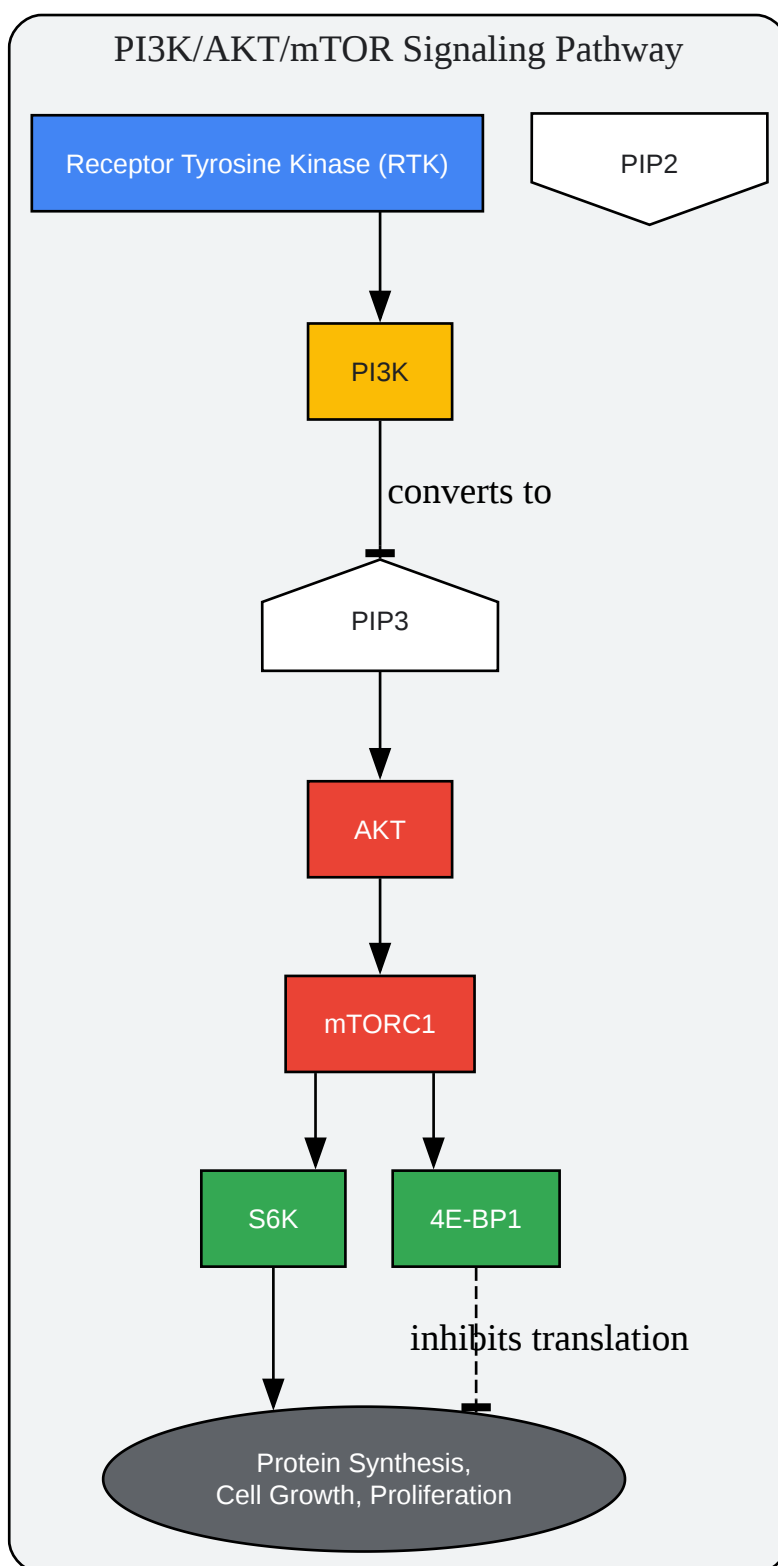 PI3K/AKT/mTOR Signaling Pathway
Receptor Tyrosine Kinase (RTK)
PIP2
PI3K
converts to
PIP3
AKT
mTORC1
S6K
4E-BP1
inhibits translation
Protein Synthesis,
Cell Growth, Proliferation